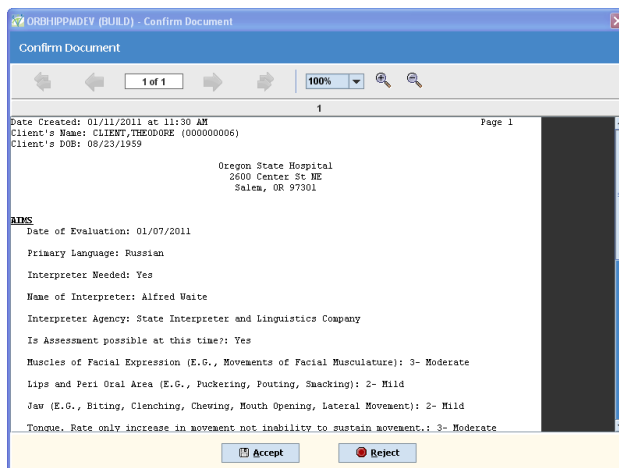 ORBHIPPMDEV (BUILD) - Confirm Document
Confirm Document
1 of 1
100%
1
Date Created: 01/11/2011 at 11:30 AM Page 1
Client's Name: CLIENT,THEODORE (000000006)
Client's DOB: 08/23/1959
Oregon State Hospital
2600 Center St NE
Salem, OR 97301
AIMS
Date of Evaluation: 01/07/2011
Primary Language: Russian
Interpreter Needed: Yes
Name of Interpreter: Alfred Waite
Interpreter Agency: State Interpreter and Linguistics Company
Is Assessment possible at this time?: Yes
Muscles of Facial Expression (E.G., Movements of Facial Musculature): 3- Moderate
Lips and Peri Oral Area (E.G., Puckering, Pouting, Smacking): 2- Mild
Jaw (E.G., Biting, Clenching, Chewing, Mouth Opening, Lateral Movement): 2- Mild
Tongue. Rate only increase in movement not inability to sustain movement.: 3- Moderate
Accept Reject